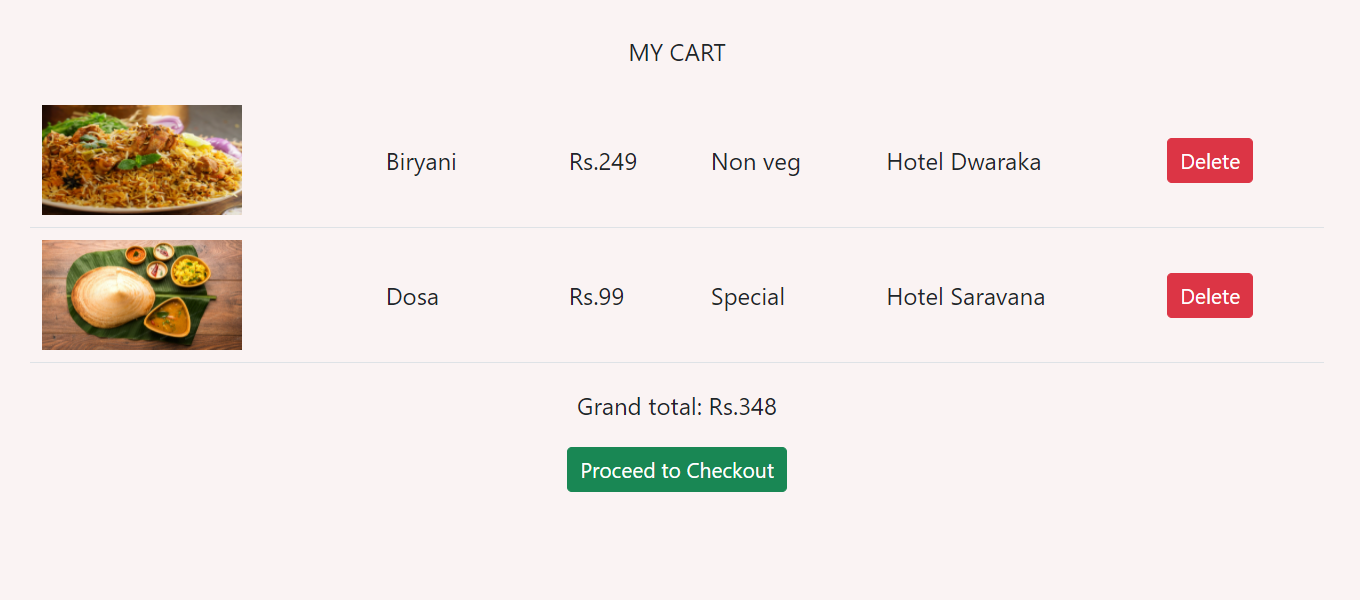 MY CART
Biryani Rs.249 Non veg Hotel Dwaraka Delete
Dosa Rs.99 Special Hotel Saravana Delete
Grand total: Rs.348
Proceed to Checkout